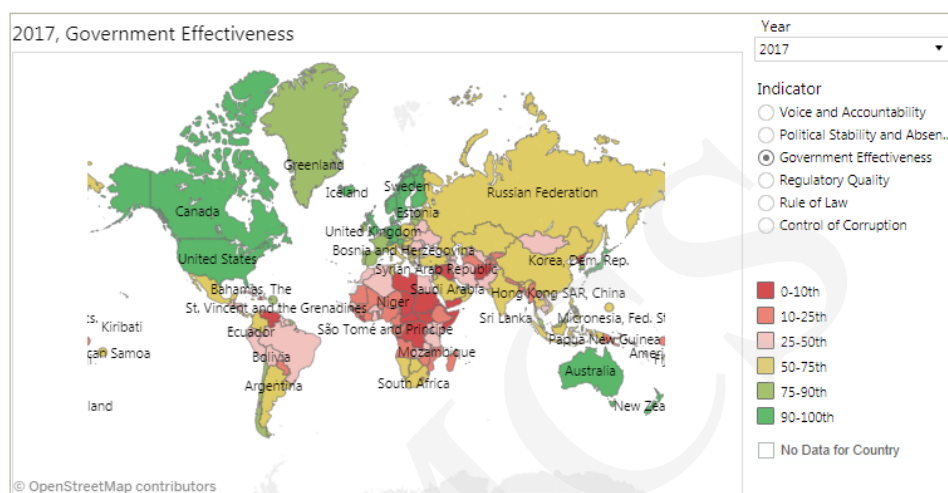 2017, Government Effectiveness
Year
2017
Indicator
Voice and Accountability
Political Stability and Absen..
Government Effectiveness
Regulatory Quality
Rule of Law
Control of Corruption
Greenland
Iceland
Sweden
Russian Federation
Canada
Estonia
United Kingdom
United States
Bosnia and Herzegovina
Korea, Dem. Rep.
Syrian Arab Republic
Bahamas, The
Saudi Arabia
Hong Kong SAR, China
St. Vincent and the Grenadines
Niger
Sri Lanka
Micronesia, Fed. St
Kiribati
Ecuador
São Tomé and Príncipe
Papua New Guinea
can Samoa
Bolivia
Mozambique
Ameri
Argentina
South Africa
Australia
land
New Zea
0-10th
10-25th
25-50th
50-75th
75-90th
90-100th
No Data for Country
© OpenStreetMap contributors